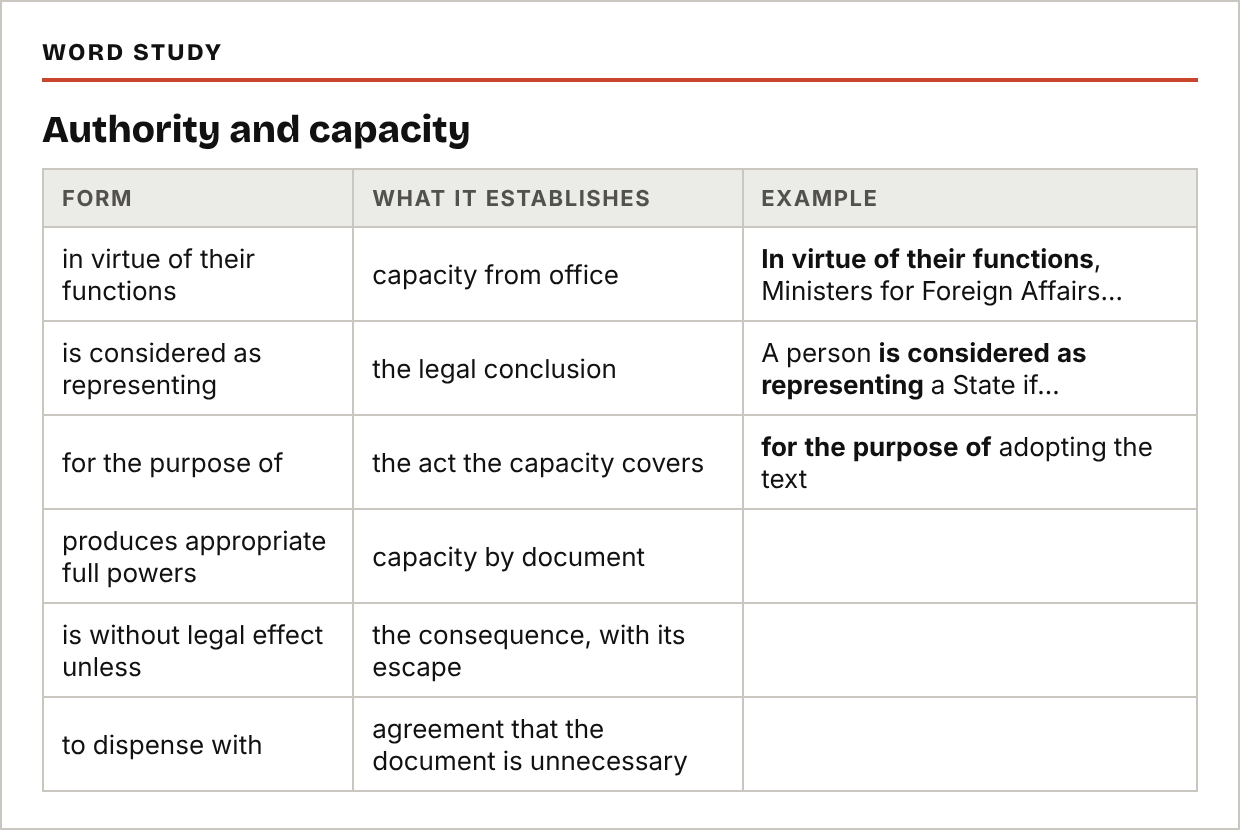 WORD STUDY
Authority and capacity
FORM
WHAT IT ESTABLISHES
EXAMPLE
in virtue of their
functions
capacity from office
In virtue of their functions,
Ministers for Foreign Affairs...
is considered as
representing
the legal conclusion
A person is considered as
representing a State if...
for the purpose of
the act the capacity covers
for the purpose of adopting the
text
produces appropriate
full powers
capacity by document
is without legal effect
unless
the consequence, with its
escape
to dispense with
agreement that the
document is unnecessary